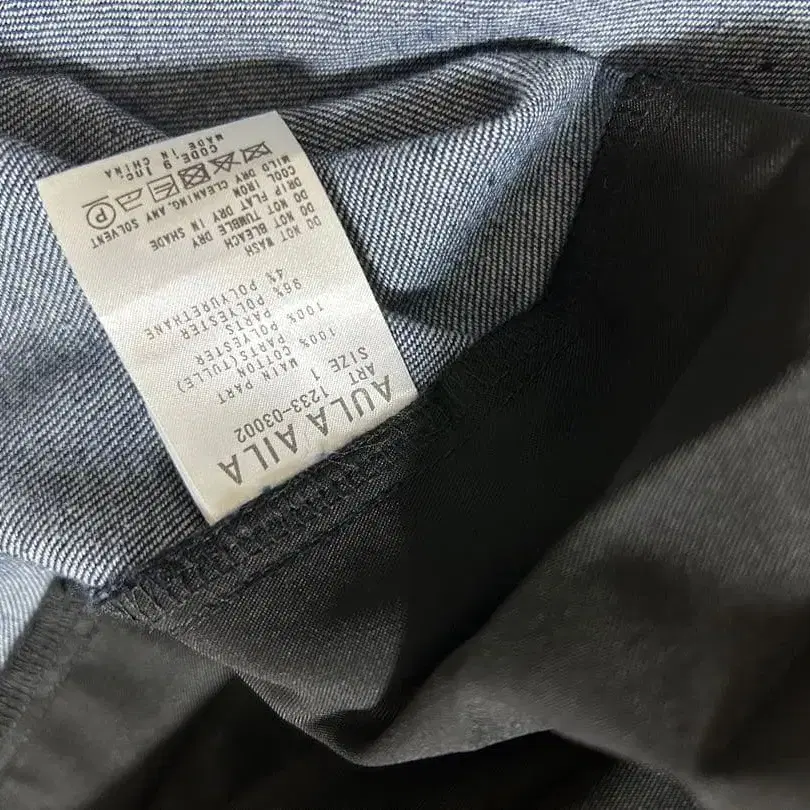 AULA AILA
ART 1233-03002
SIZE 1
MAIN PART
100% COTTON
PARTS(TULLE)
100% POLYESTER
PARTS
96% POLYESTER
4% POLYURETHANE
DO NOT WASH
DO NOT BLEACH
DO NOT TUMBLE DRY
DRIP FLAT DRY IN SHADE
COOL IRON
MILD DRY CLEANING, ANY SOLVENT
P
CODE.9 INC
MADE IN CHINA